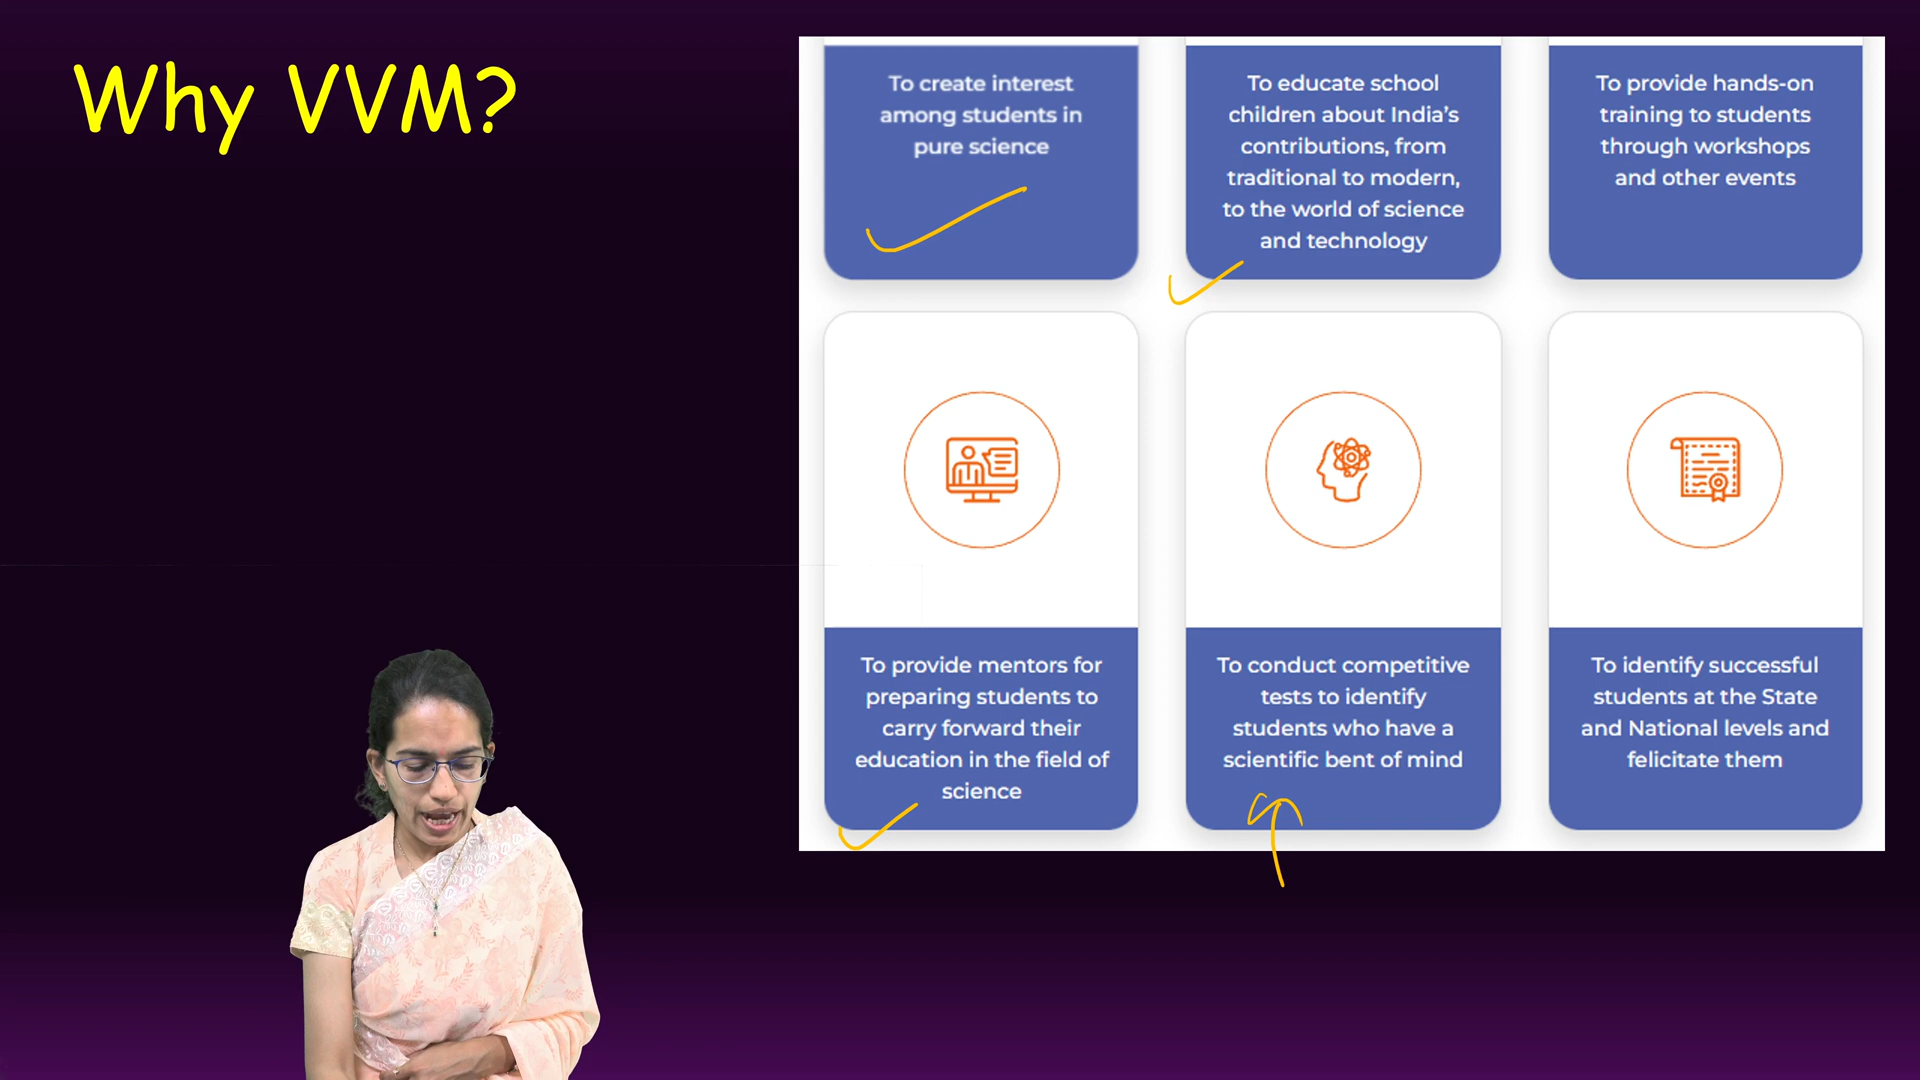 Why VVM?
To create interest
among students in
pure science
To educate school
children about India’s
contributions, from
traditional to modern,
to the world of science
and technology
To provide hands-on
training to students
through workshops
and other events
To provide mentors for
preparing students to
carry forward their
education in the field of
science
To conduct competitive
tests to identify
students who have a
scientific bent of mind
To identify successful
students at the State
and National levels and
felicitate them